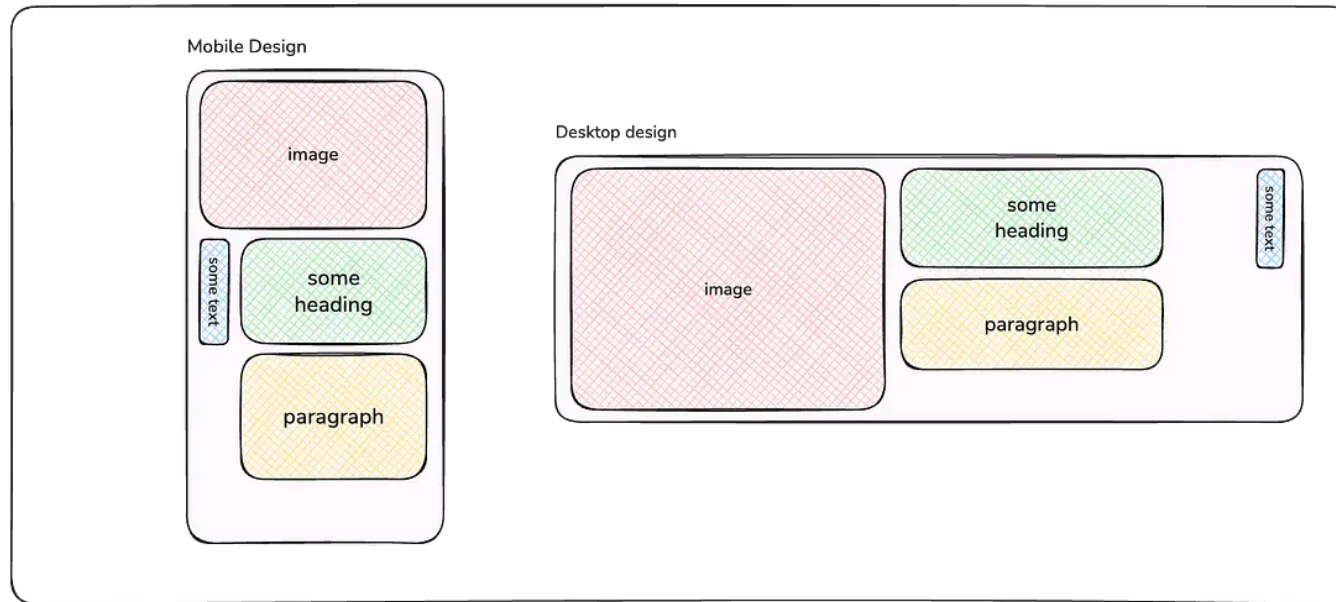 Mobile Design
image
some text
some
heading
paragraph
Desktop design
image
some
heading
paragraph
some text